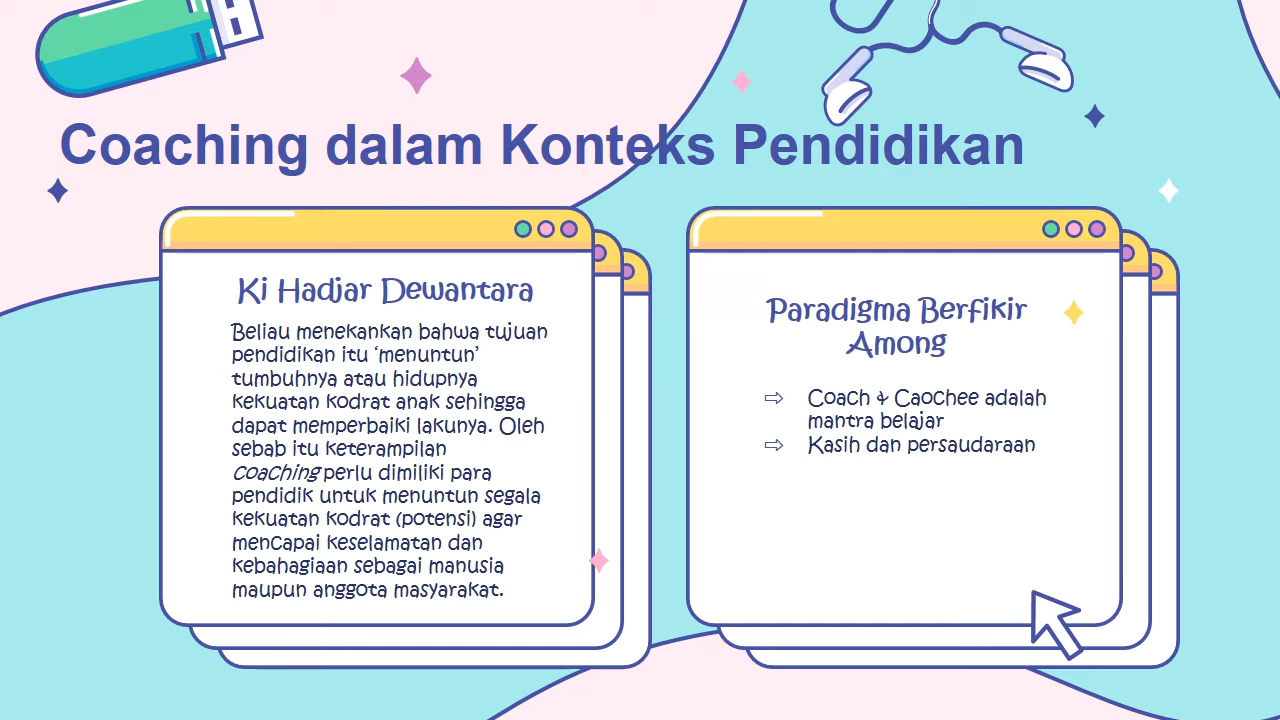 Coaching dalam Konteks Pendidikan
Ki Hadjar Dewantara
Beliau menekankan bahwa tujuan
pendidikan itu ‘menuntun’
tumbuhnya atau hidupnya
kekuatan kodrat anak sehingga
dapat memperbaiki lakunya. Oleh
sebab itu keterampilan
coaching perlu dimiliki para
pendidik untuk menuntun segala
kekuatan kodrat (potensi) agar
mencapai keselamatan dan
kebahagiaan sebagai manusia
maupun anggota masyarakat.
Paradigma Berfikir
Among
⇨ Coach & Caochee adalah
mantra belajar
⇨ Kasih dan persaudaraan